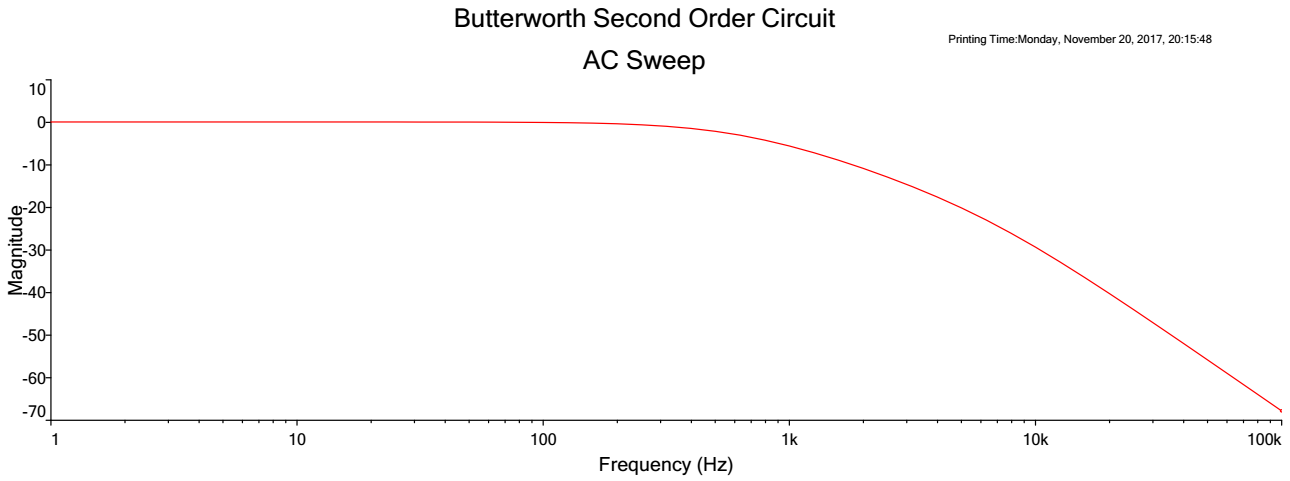 Butterworth Second Order Circuit
Printing Time:Monday, November 20, 2017, 20:15:48
AC Sweep
10
0
-10
-20
-30
-40
-50
-60
-70
Magnitude
1 10 100 1k 10k 100k
Frequency (Hz)